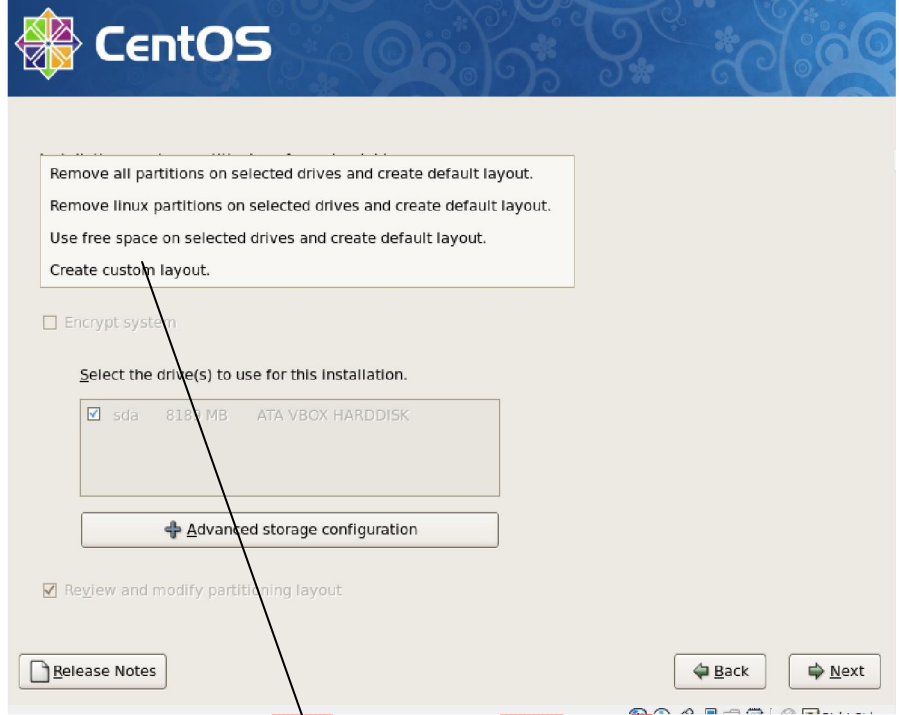 CentOS
Remove all partitions on selected drives and create default layout.
Remove linux partitions on selected drives and create default layout.
Use free space on selected drives and create default layout.
Create custom layout.
Encrypt system
Select the drive(s) to use for this installation.
sda 8189 MB ATA VBOX HARDDISK
Advanced storage configuration
Review and modify partitioning layout
Release Notes
Back
Next